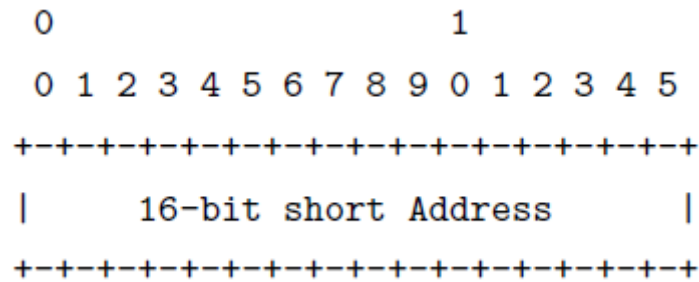 0                   1
0 1 2 3 4 5 6 7 8 9 0 1 2 3 4 5
+-+-+-+-+-+-+-+-+-+-+-+-+-+-+-+-+
|     16-bit short Address      |
+-+-+-+-+-+-+-+-+-+-+-+-+-+-+-+-+